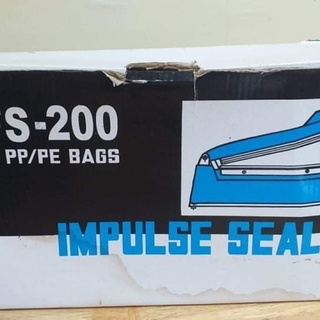 S-200
PP/PE BAGS
IMPULSE SEAL